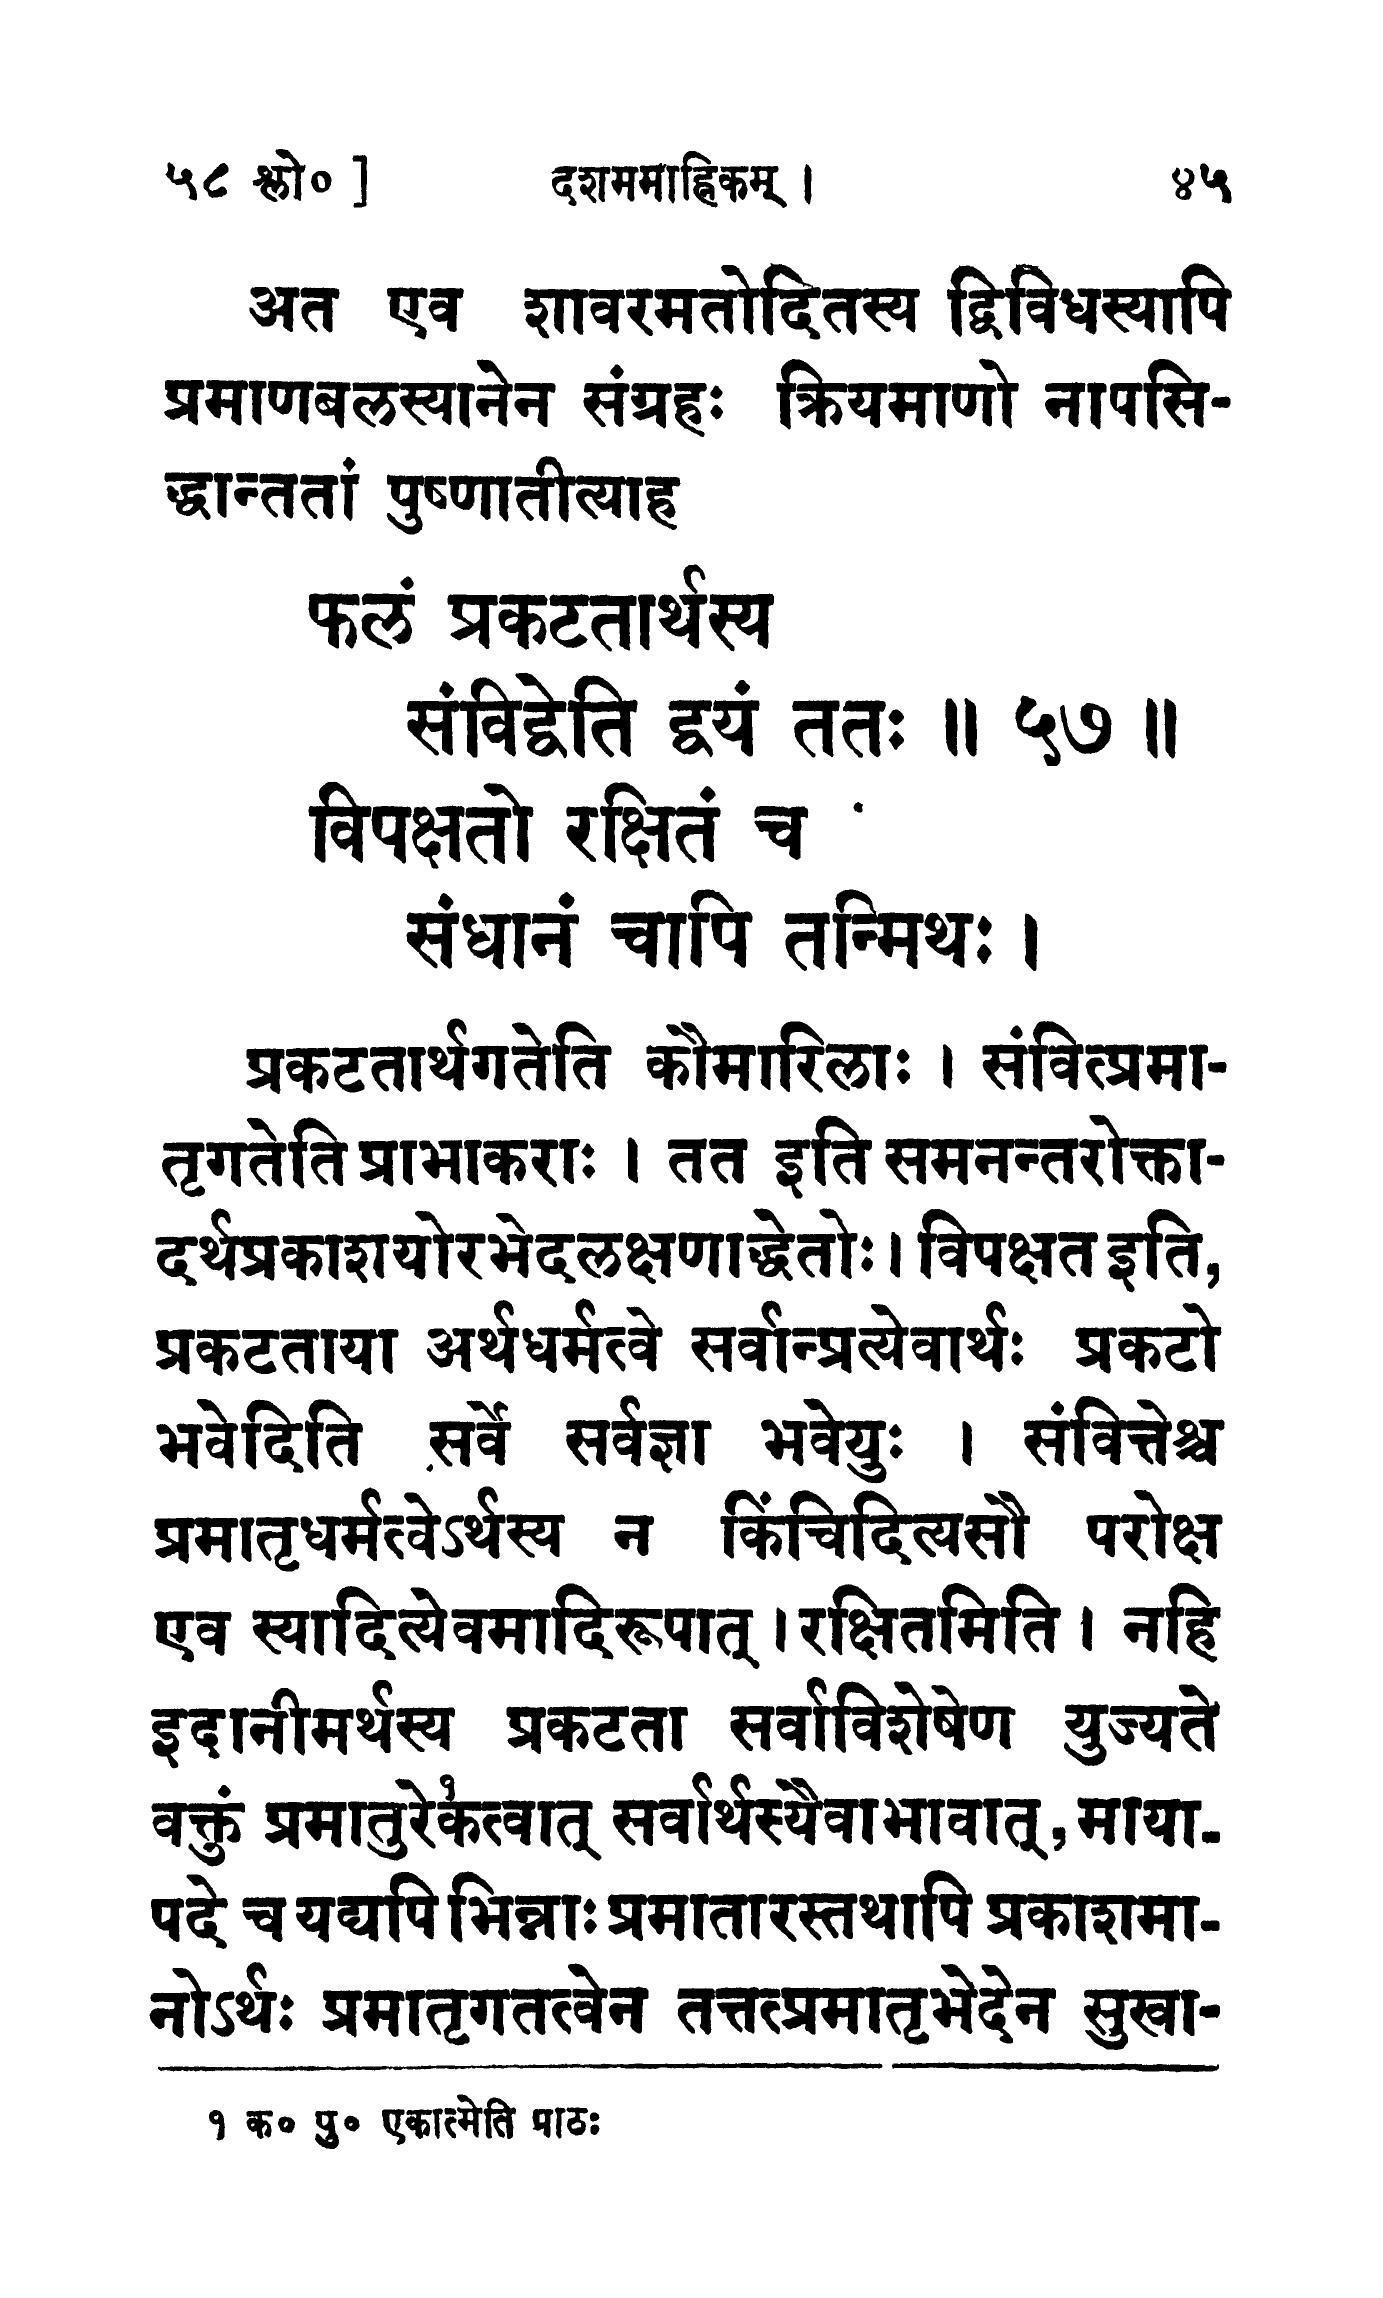 ५८ श्लो० ] दशममाह्निकम् । ४५
अत एव शावरमतोदितस्य द्विविधस्यापि
प्रमाणबलस्यानेन संग्रहः क्रियमाणो नापसि-
द्धान्ततां पुष्णातीत्याह
फलं प्रकटतार्थस्य
संविद्वेति द्वयं ततः ॥ ५७ ॥
विपक्षतो रक्षितं च
संधानं चापि तन्मिथः ।
प्रकटतार्थगतेति कौमारिलाः । संवित्प्रमा-
तृगतेति प्राभाकराः । तत इति समनन्तरोक्ता-
दर्थप्रकाशयोरभेदलक्षणाद्धेतोः । विपक्षत इति,
प्रकटताया अर्थधर्मत्वे सर्वान्प्रत्येवार्थः प्रकटो
भवेदिति सर्वे सर्वज्ञा भवेयुः । संवित्तेश्च
प्रमातृधर्मत्वेऽर्थस्य न किंचिदित्यसौ परोक्ष
एव स्यादित्येवमादिरूपात् । रक्षितमिति । नहि
इदानीमर्थस्य प्रकटता सर्वाविशेषेण युज्यते
वक्तुं प्रमातुरेक१त्वात् सर्वार्थस्यैवाभावात्, माया-
पदे च यद्यपि भिन्नाः प्रमातारस्तथापि प्रकाशमा-
नोऽर्थः प्रमातृगतत्वेन तत्तत्प्रमातृभेदेन सुखा-
१ क० पु० एकात्मेति पाठः